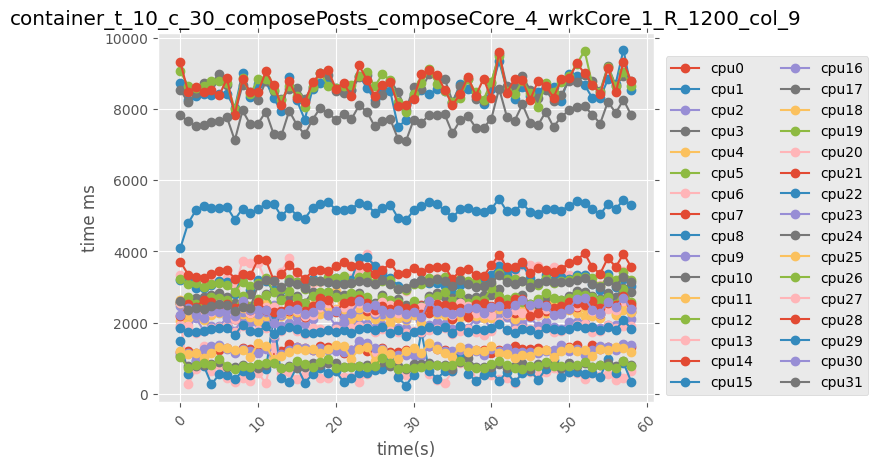 container_t_10_c_30_composePosts_composeCore_4_wrkCore_1_R_1200_col_9
time ms
10000
8000
6000
4000
2000
0
0
10
20
30
40
50
60
time(s)
cpu0
cpu1
cpu2
cpu3
cpu4
cpu5
cpu6
cpu7
cpu8
cpu9
cpu10
cpu11
cpu12
cpu13
cpu14
cpu15
cpu16
cpu17
cpu18
cpu19
cpu20
cpu21
cpu22
cpu23
cpu24
cpu25
cpu26
cpu27
cpu28
cpu29
cpu30
cpu31